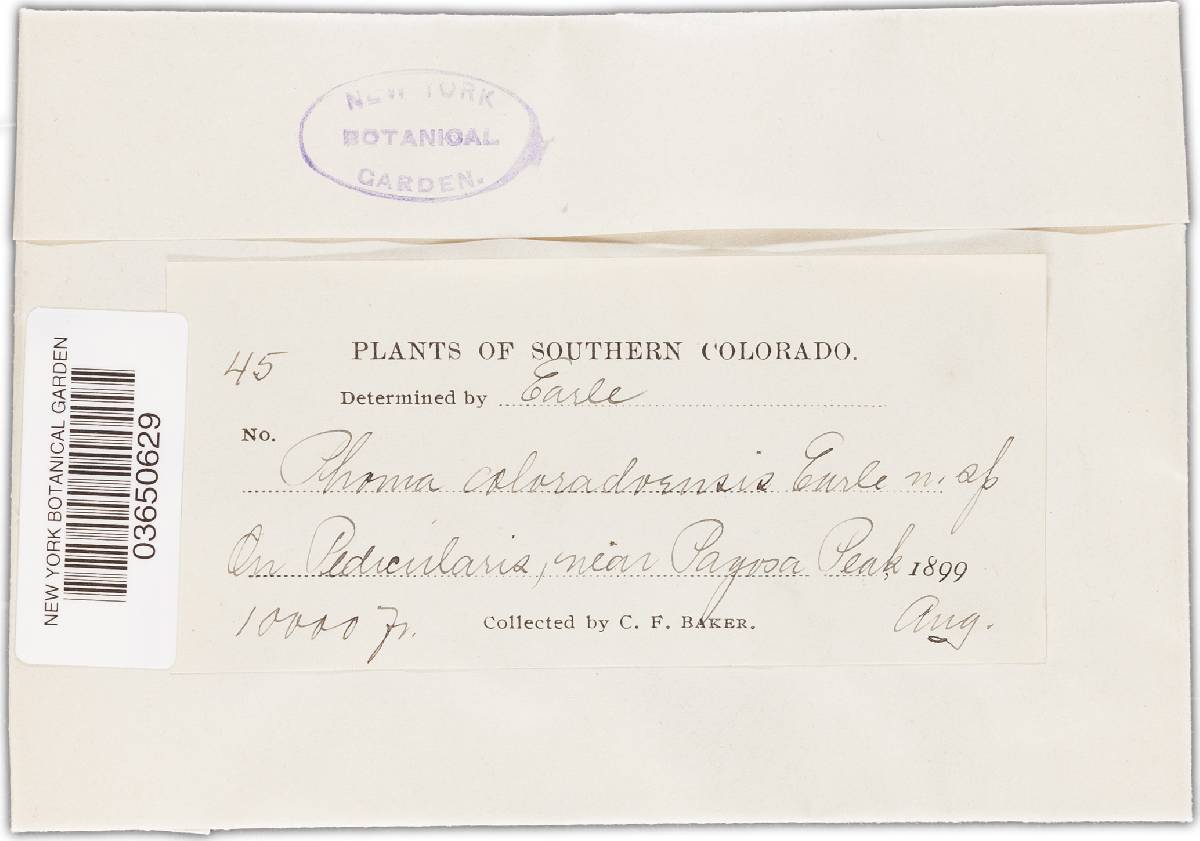 NEW YORK
BOTANICAL
GARDEN.
NEW YORK BOTANICAL GARDEN
03650629
45
PLANTS OF SOUTHERN COLORADO.
Determined by Earle
No.
Phoma coloradoensis Earle n. sp
On Pedicularis, near Pagosa Peak, 1899
10000 ft. Collected by C. F. BAKER. Aug.